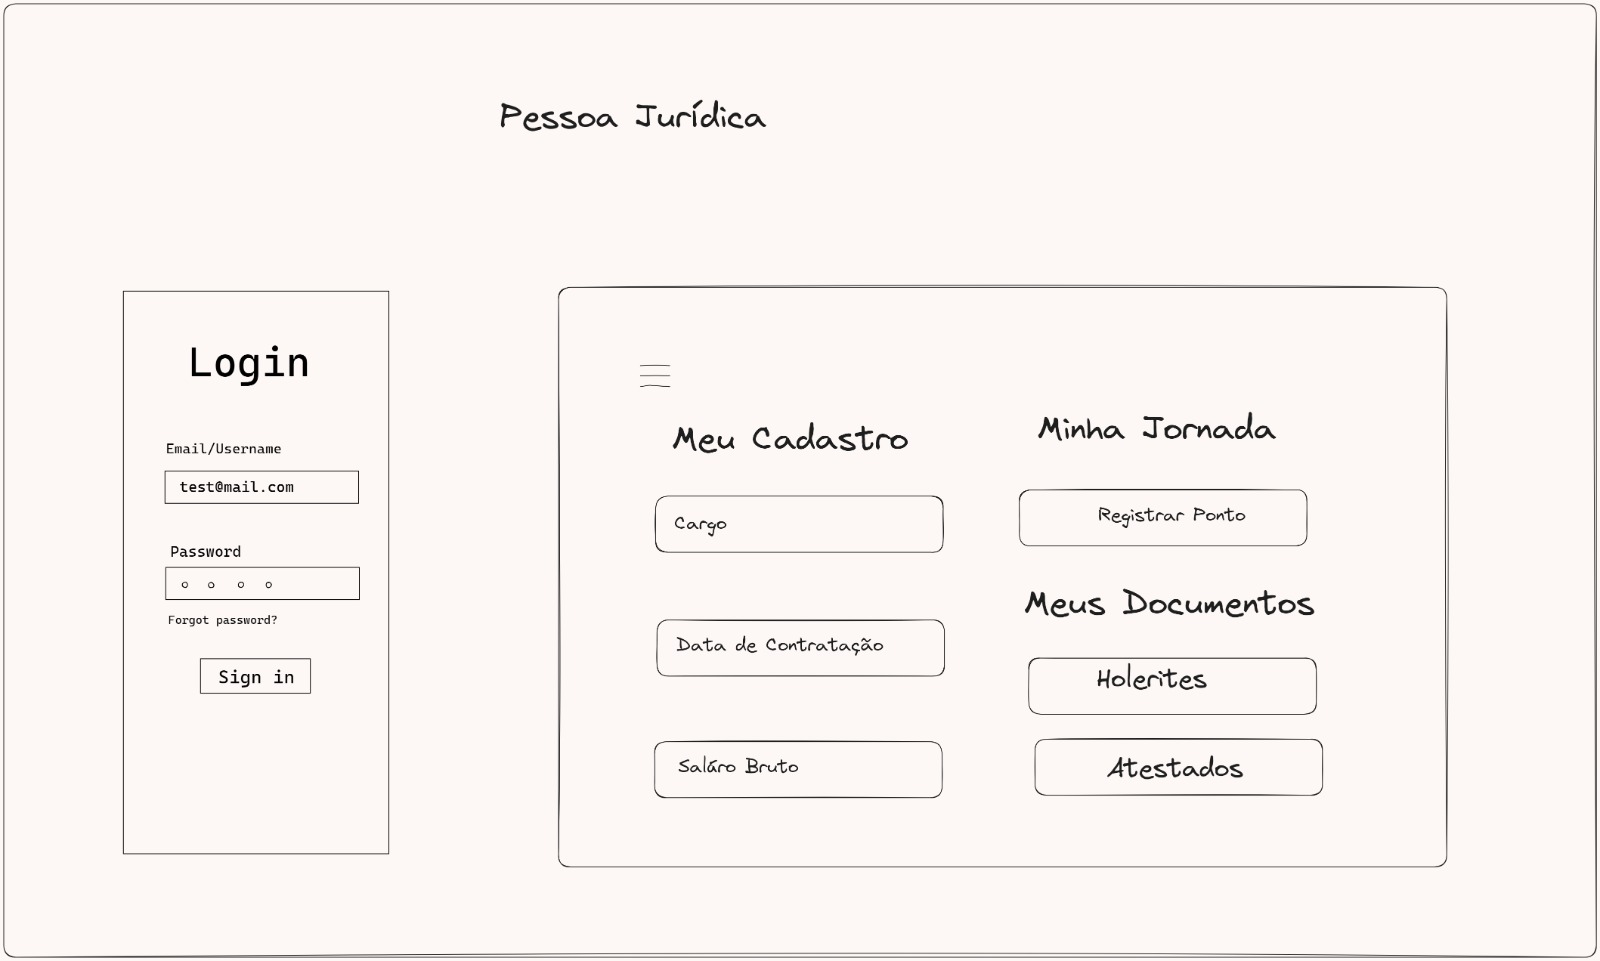 Pessoa Jurídica
Login
Email/Username
test@mail.com
Password
Forgot password?
Sign in
Meu Cadastro
Cargo
Data de Contratação
Saláro Bruto
Minha Jornada
Registrar Ponto
Meus Documentos
Holerites
Atestados